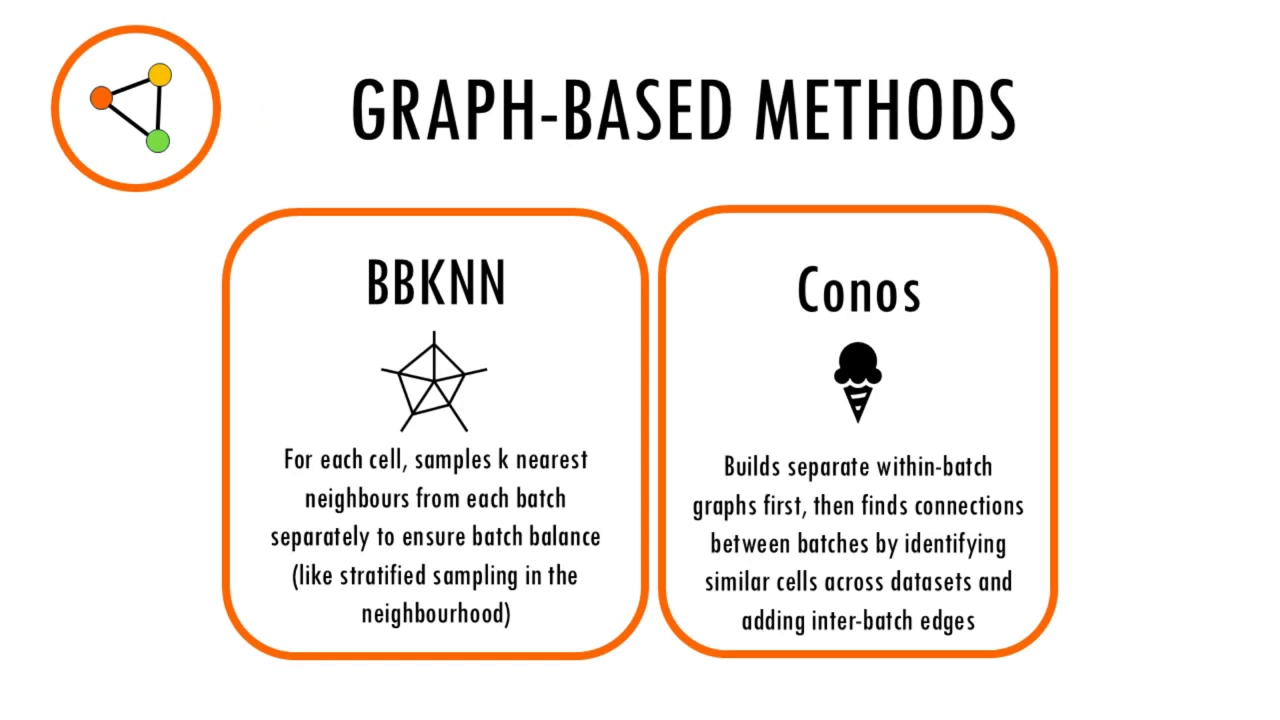 GRAPH-BASED METHODS
BBKNN
For each cell, samples k nearest
neighbours from each batch
separately to ensure batch balance
(like stratified sampling in the
neighbourhood)
Conos
Builds separate within-batch
graphs first, then finds connections
between batches by identifying
similar cells across datasets and
adding inter-batch edges